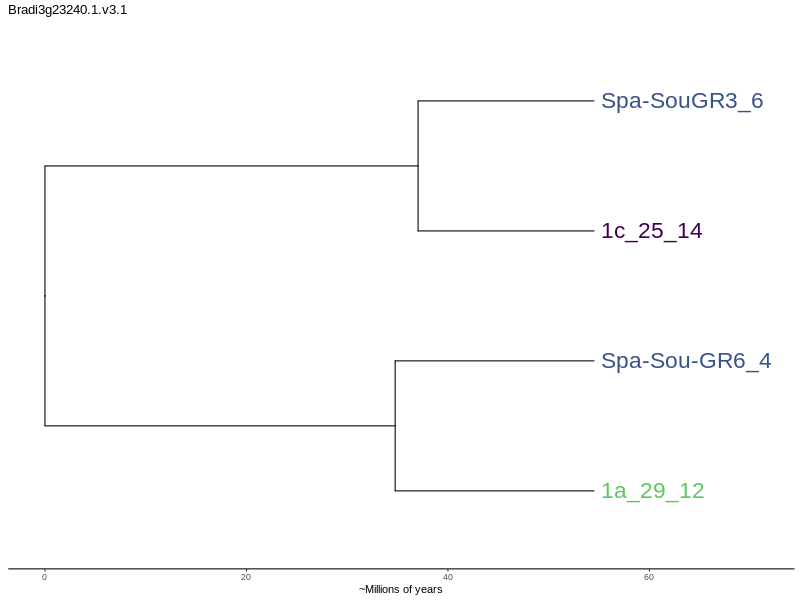 Bradi3g23240.1.v3.1
Spa-SouGR3_6
1c_25_14
Spa-Sou-GR6_4
1a_29_12
0 20 40 60
~Millions of years